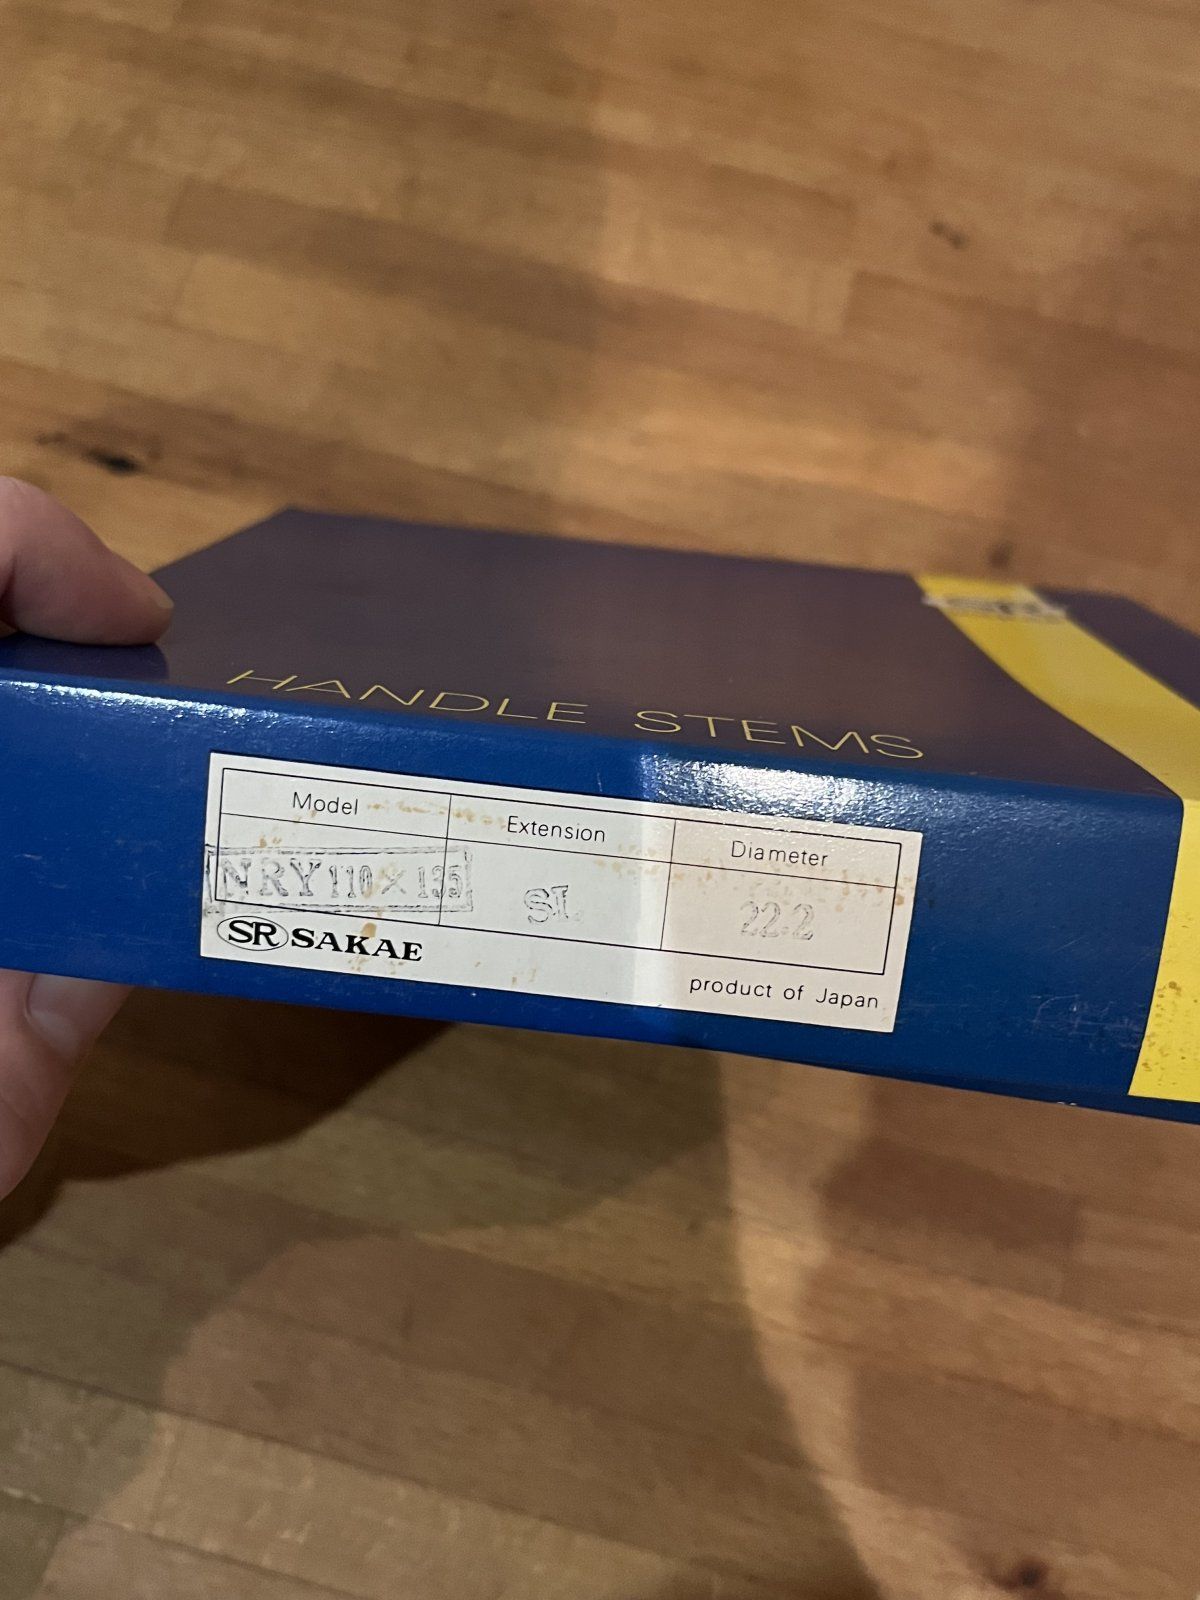 HANDLE STEMS
Model Extension Diameter
NRY 110×135 SL 22.2
SR SAKAE
product of Japan